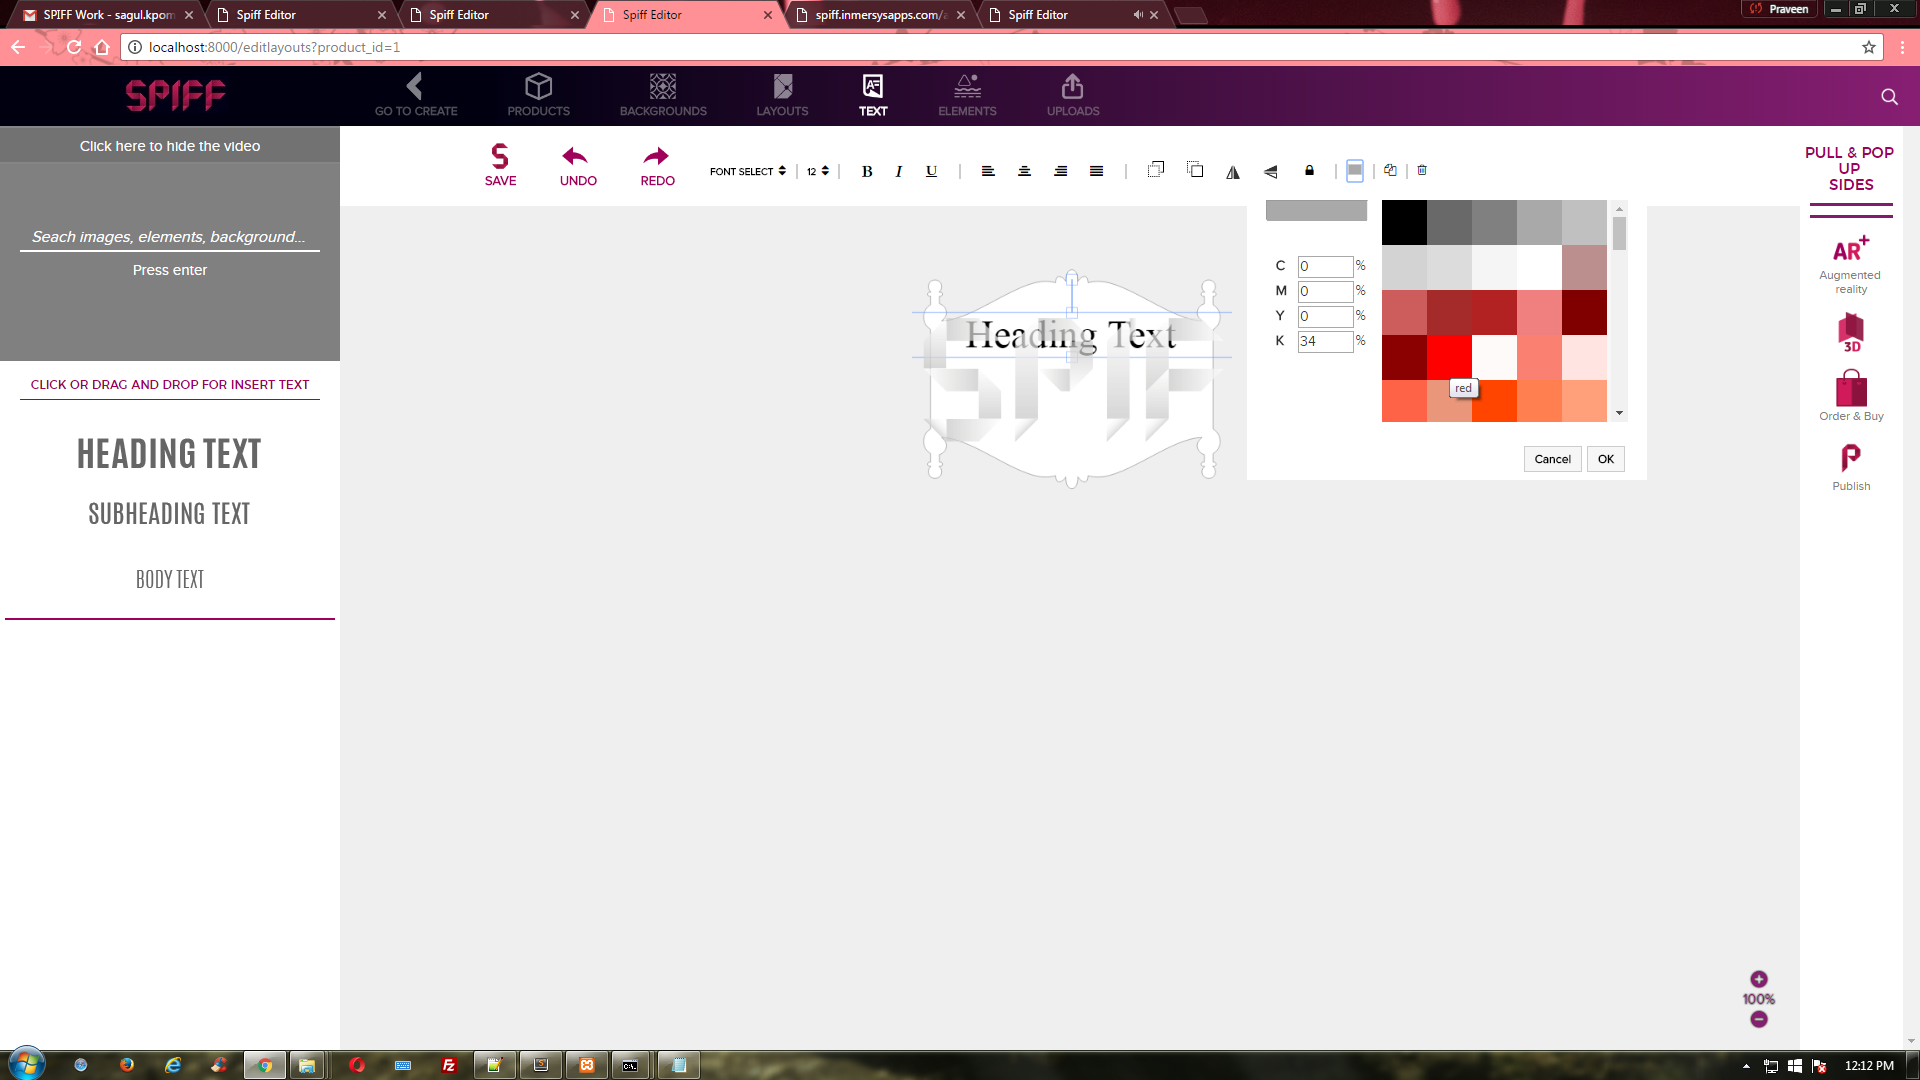 SPIFF Work - sagul.kpom
Spiff Editor
Spiff Editor
Spiff Editor
spiff.inmersysapps.com/a
Spiff Editor
Praveen
localhost:8000/editlayouts?product_id=1
SPIFF
GO TO CREATE
PRODUCTS
BACKGROUNDS
LAYOUTS
TEXT
ELEMENTS
UPLOADS
Click here to hide the video
Seach images, elements, background...
Press enter
CLICK OR DRAG AND DROP FOR INSERT TEXT
HEADING TEXT
SUBHEADING TEXT
BODY TEXT
SAVE
UNDO
REDO
FONT SELECT
12
B
I
U
Heading Text
SPIFF
C 0 %
M 0 %
Y 0 %
K 34 %
red
Cancel
OK
PULL & POP
UP
SIDES
AR+
Augmented
reality
3D
Order & Buy
Publish
100%
12:12 PM